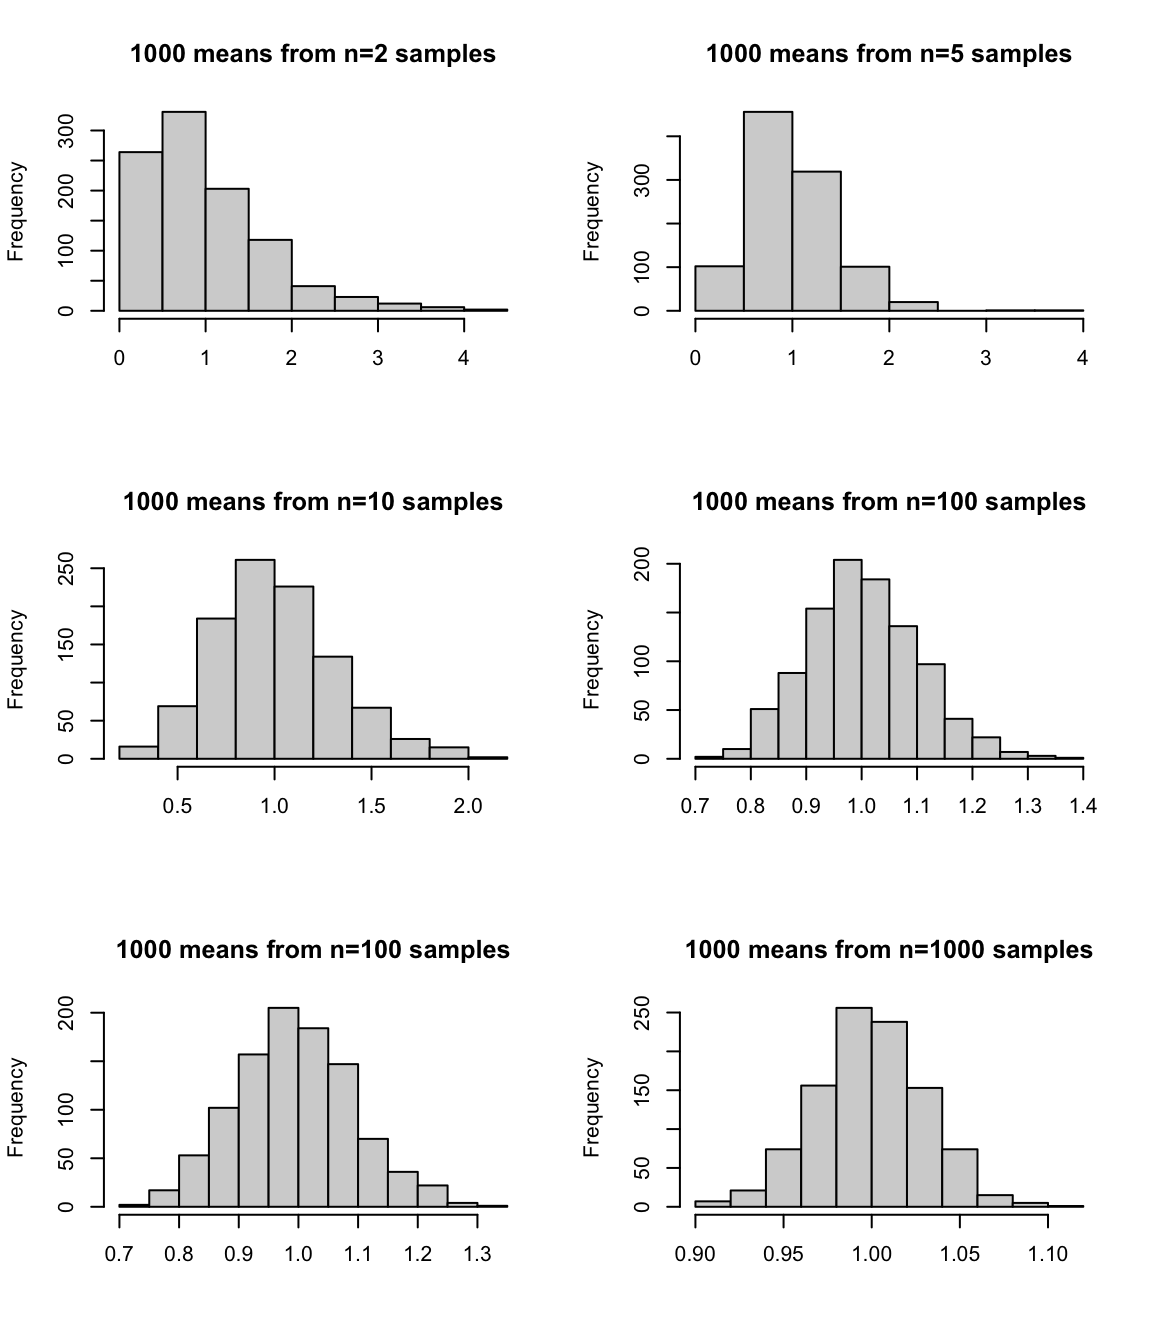 1000 means from n=2 samples
Frequency
0 100 200 300
0 1 2 3 4
1000 means from n=5 samples
Frequency
0 100 300
0 1 2 3 4
1000 means from n=10 samples
Frequency
0 50 150 250
0.5 1.0 1.5 2.0
1000 means from n=100 samples
Frequency
0 50 100 200
0.7 0.8 0.9 1.0 1.1 1.2 1.3 1.4
1000 means from n=100 samples
Frequency
0 50 100 200
0.7 0.8 0.9 1.0 1.1 1.2 1.3
1000 means from n=1000 samples
Frequency
0 50 150 250
0.90 0.95 1.00 1.05 1.10